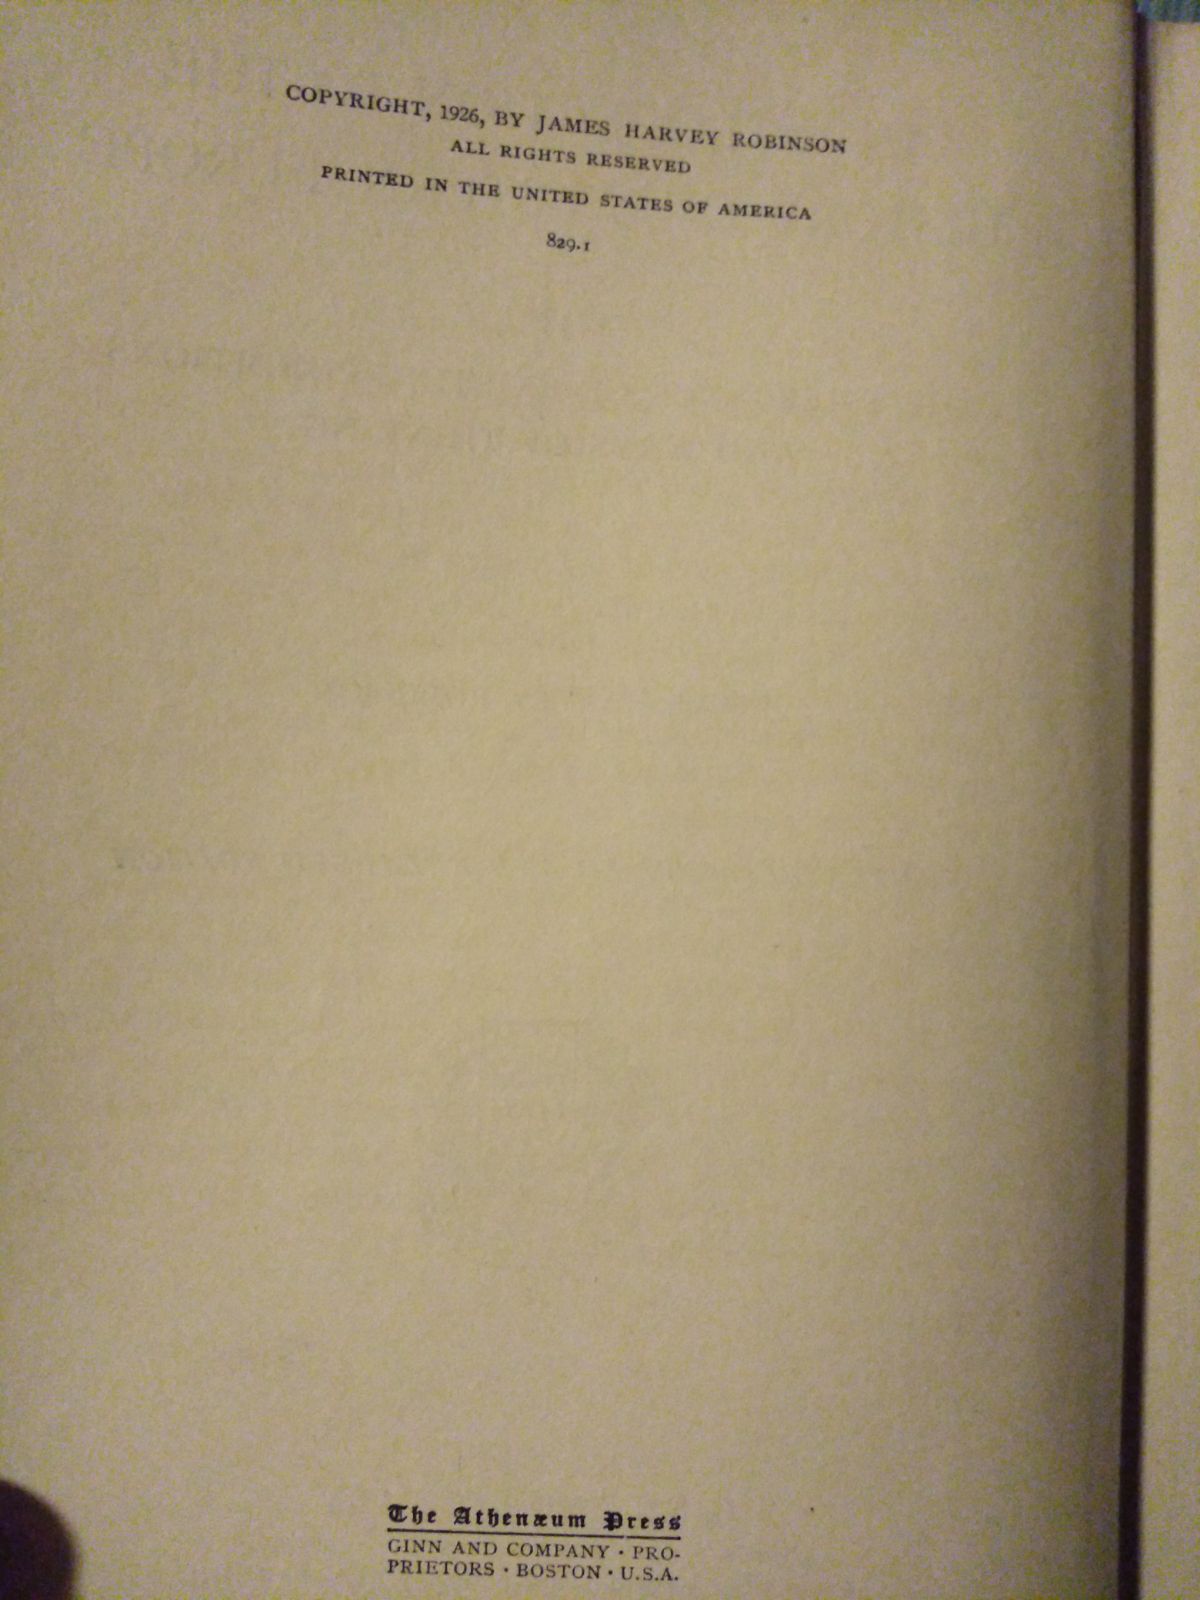 COPYRIGHT, 1926, BY JAMES HARVEY ROBINSON
ALL RIGHTS RESERVED
PRINTED IN THE UNITED STATES OF AMERICA
829.1
The Athenæum Press
GINN AND COMPANY · PRO-
PRIETORS · BOSTON · U.S.A.